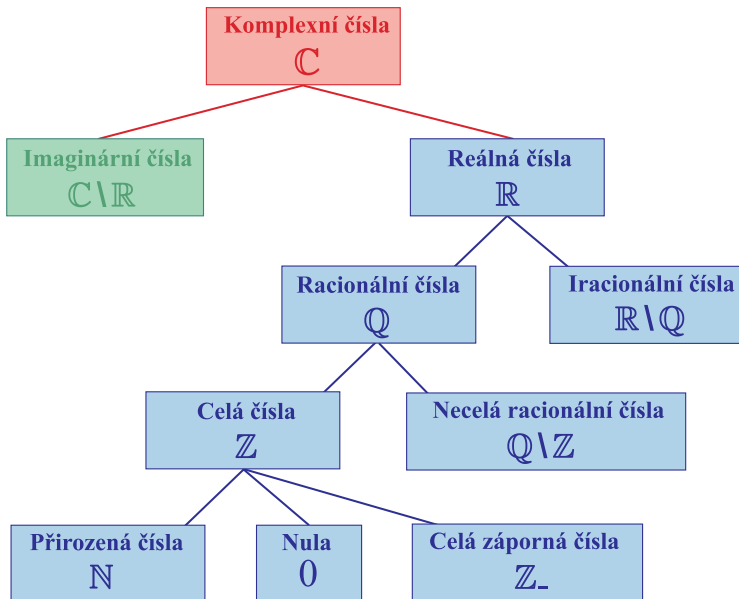 Komplexní čísla
ℂ
Imaginární čísla
ℂ\ℝ
Reálná čísla
ℝ
Racionální čísla
ℚ
Iracionální čísla
ℝ\ℚ
Celá čísla
ℤ
Necelá racionální čísla
ℚ\ℤ
Přirozená čísla
ℕ
Nula
0
Celá záporná čísla
ℤ₋